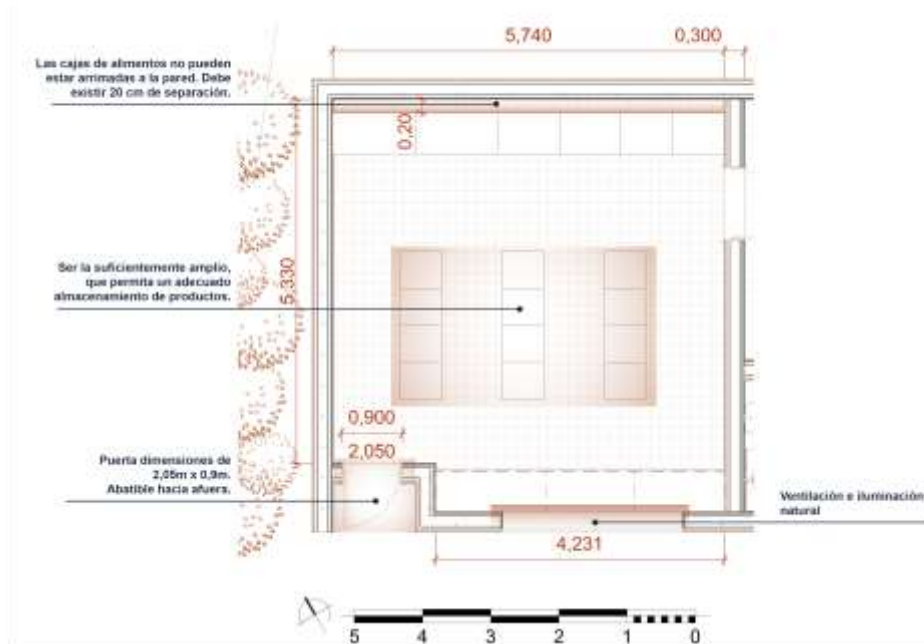 5,740
0,300
Las cajas de alimentos no pueden
estar arrimadas a la pared. Debe
existir 20 cm de separación.
0,20
Ser la suficientemente amplio,
que permita un adecuado
almacenamiento de productos.
5,330
0,900
2,050
Puerta dimensiones de
2,05m x 0,9m.
Abatible hacia afuera.
Ventilación e iluminación
natural
4,231
5 4 3 2 1 0